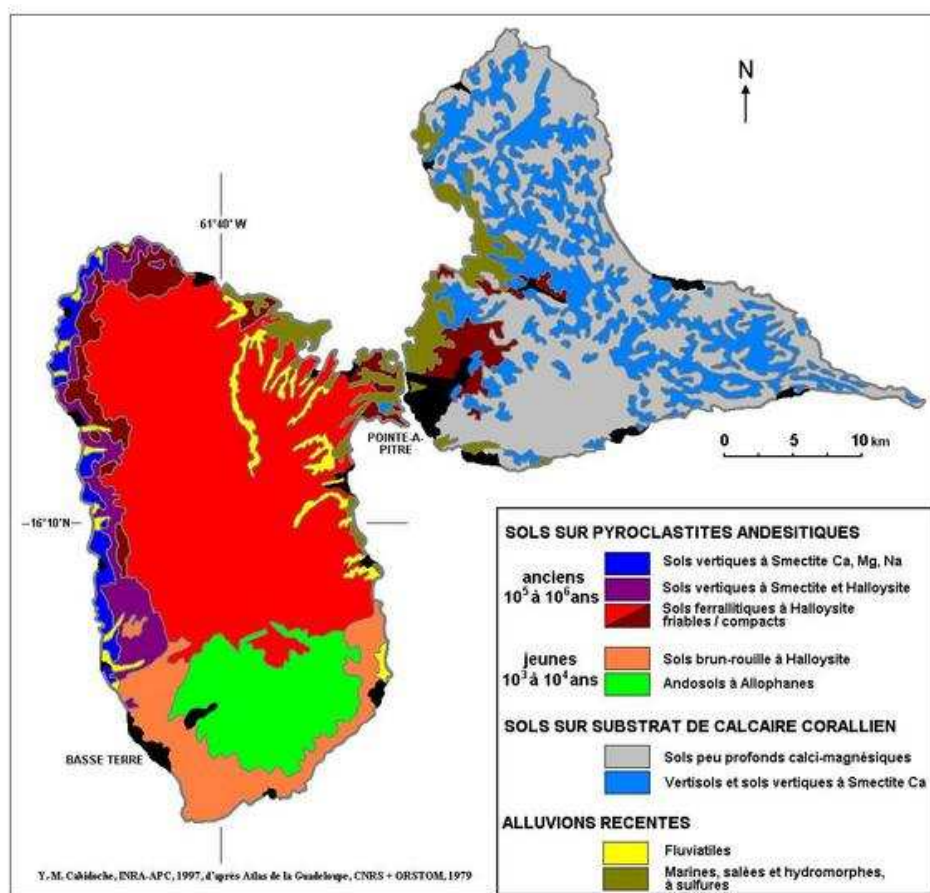 N
61°40' W
POINTE-A-
PITRE
0 5 10 km
16°10'N
BASSE TERRE
SOLS SUR PYROCLASTITES ANDESITIQUES
anciens
10⁵ à 10⁶ ans
Sols vertiques à Smectite Ca, Mg, Na
Sols vertiques à Smectite et Halloysite
Sols ferrallitiques à Halloysite
friables / compacts
jeunes
10³ à 10⁴ ans
Sols brun-rouille à Halloysite
Andosols à Allophanes
SOLS SUR SUBSTRAT DE CALCAIRE CORALLIEN
Sols peu profonds calci-magnésiques
Vertisols et sols vertiques à Smectite Ca
ALLUVIONS RECENTES
Fluviatiles
Marines, salées et hydromorphes,
à sulfures
Y.-M. Cabidoche, INRA-APC, 1997, d'après Atlas de la Guadeloupe, CNRS + ORSTOM, 1979